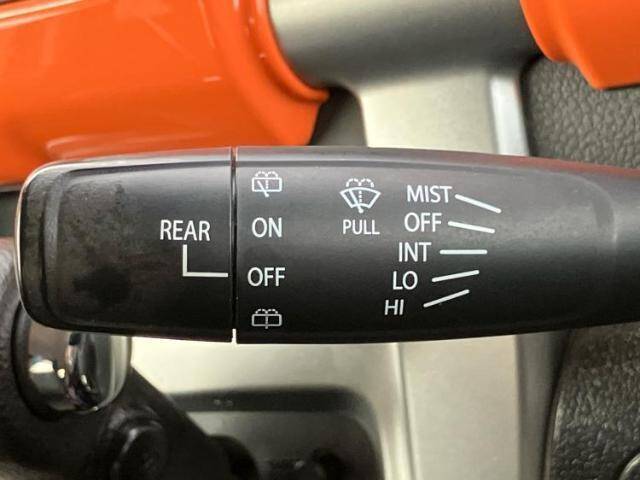 REAR
ON
OFF
PULL
MIST
OFF
INT
LO
HI